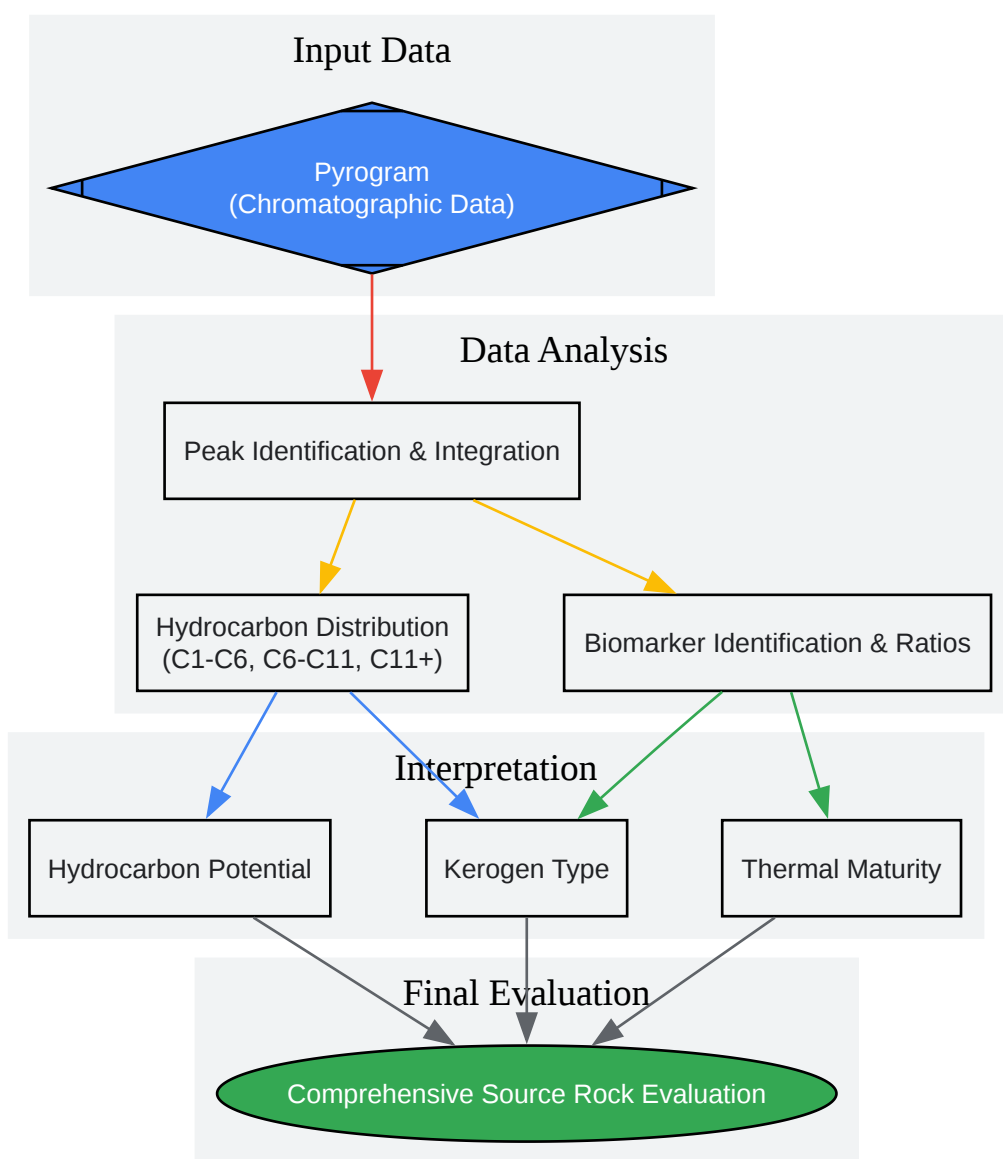 Input Data
Pyrogram
(Chromatographic Data)
Data Analysis
Peak Identification & Integration
Hydrocarbon Distribution
(C1-C6, C6-C11, C11+)
Biomarker Identification & Ratios
Interpretation
Hydrocarbon Potential
Kerogen Type
Thermal Maturity
Final Evaluation
Comprehensive Source Rock Evaluation